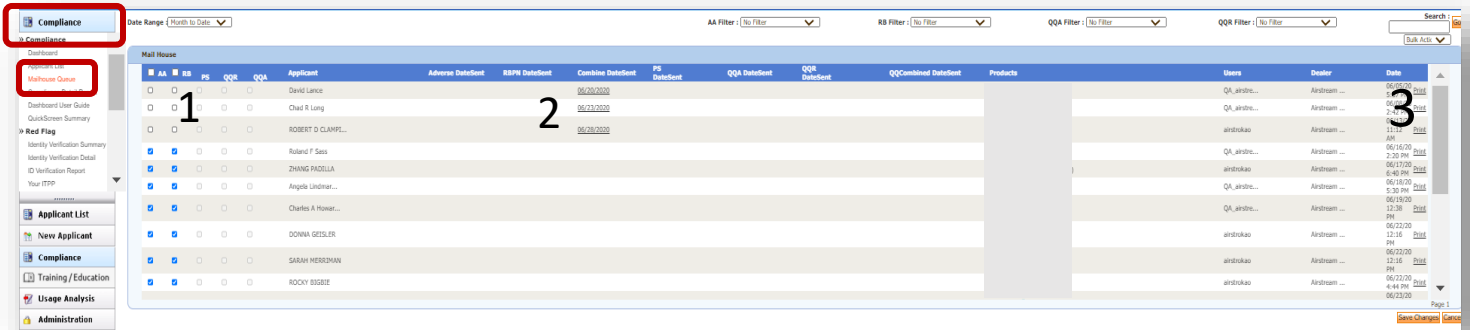 Compliance
Date Range : Month to Date
AA Filter : No Filter
RB Filter : No Filter
QQA Filter : No Filter
QQR Filter : No Filter
Search :
Go
Bulk Actic
» Compliance
Dashboard
Applicant List
Mailhouse Queue
Dashboard User Guide
QuickScreen Summary
» Red Flag
Identity Verification Summary
Identity Verification Detail
ID Verification Report
Your ITPP
Applicant List
New Applicant
Compliance
Training / Education
Usage Analysis
Administration
Mail House
AA RB PS QQR QQA Applicant Adverse DateSent RBPN DateSent Combine DateSent PS DateSent QQA DateSent QQR DateSent QQCombined DateSent Products Users Dealer Date
1 2 3
David Lance 06/20/2020 QA_airstre... Airstream ... 06/05/20 Print
Chad R Long 06/23/2020 QA_airstre... Airstream ... Print
ROBERT D CLAMPI... 06/28/2020 airstrokao Airstream ... 11:12 AM Print
Roland F Sass QA_airstre... Airstream ... 06/16/20 2:20 PM Print
ZHANG PADILLA airstrokao Airstream ... 06/17/20 6:40 PM Print
Angela Lindmar... QA_airstre... Airstream ... 06/18/20 5:30 PM Print
Charles A Howar... QA_airstre... Airstream ... 06/19/20 12:38 PM Print
DONNA GEISLER airstrokao Airstream ... 06/22/20 12:16 PM Print
SARAH MERRIMAN airstrokao Airstream ... 06/22/20 12:16 PM Print
ROCKY BIGBIE airstrokao Airstream ... 06/22/20 4:44 PM Print
06/23/20
Page 1
Save Changes Cance